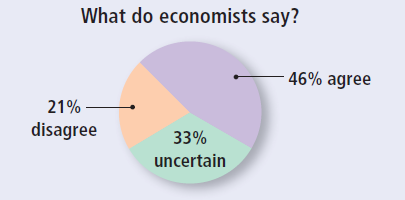 What do economists say?
46% agree
21%
disagree
33%
uncertain